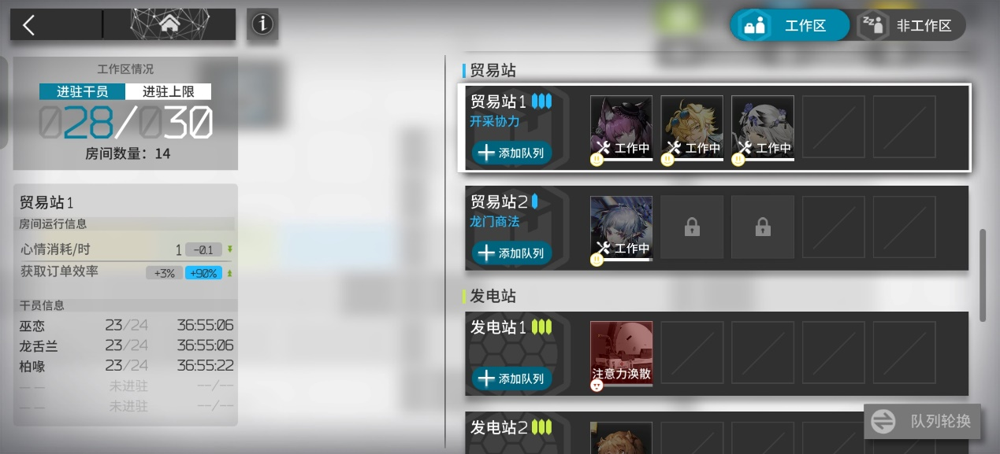 工作区
非工作区
工作区情况
进驻干员
进驻上限
028/030
房间数量：14
贸易站1
房间运行信息
心情消耗/时 1 -0.1
获取订单效率 +3% +90%
干员信息
巫恋 23/24 36:55:06
龙舌兰 23/24 36:55:06
柏喙 23/24 36:55:22
—— 未进驻 --/--
—— 未进驻 --/--
贸易站
贸易站1
开采协力
添加队列
工作中
工作中
工作中
贸易站2
龙门商法
添加队列
工作中
发电站
发电站1
添加队列
注意力涣散
发电站2
队列轮换